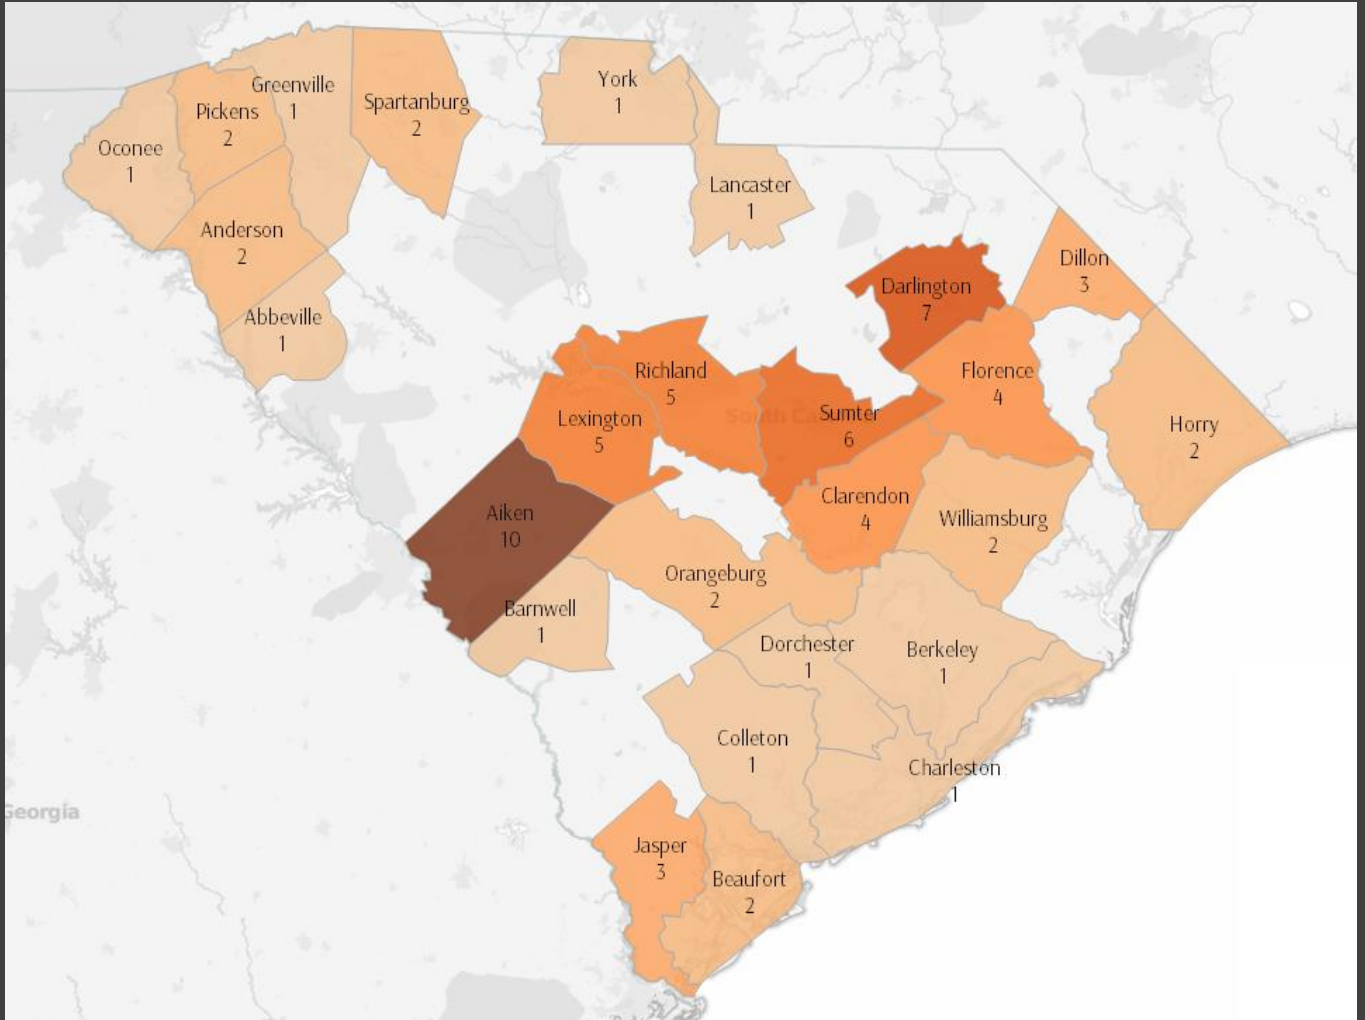 Greenville
1
York
1
Spartanburg
2
Pickens
2
Oconee
1
Lancaster
1
Anderson
2
Dillon
3
Darlington
7
Abbeville
1
Richland
5
Florence
4
Lexington
5
Sumter
6
Horry
2
Clarendon
4
Aiken
10
Williamsburg
2
Orangeburg
2
Barnwell
1
Dorchester
1
Berkeley
1
Colleton
1
Charleston
1
Georgia
Jasper
3
Beaufort
2